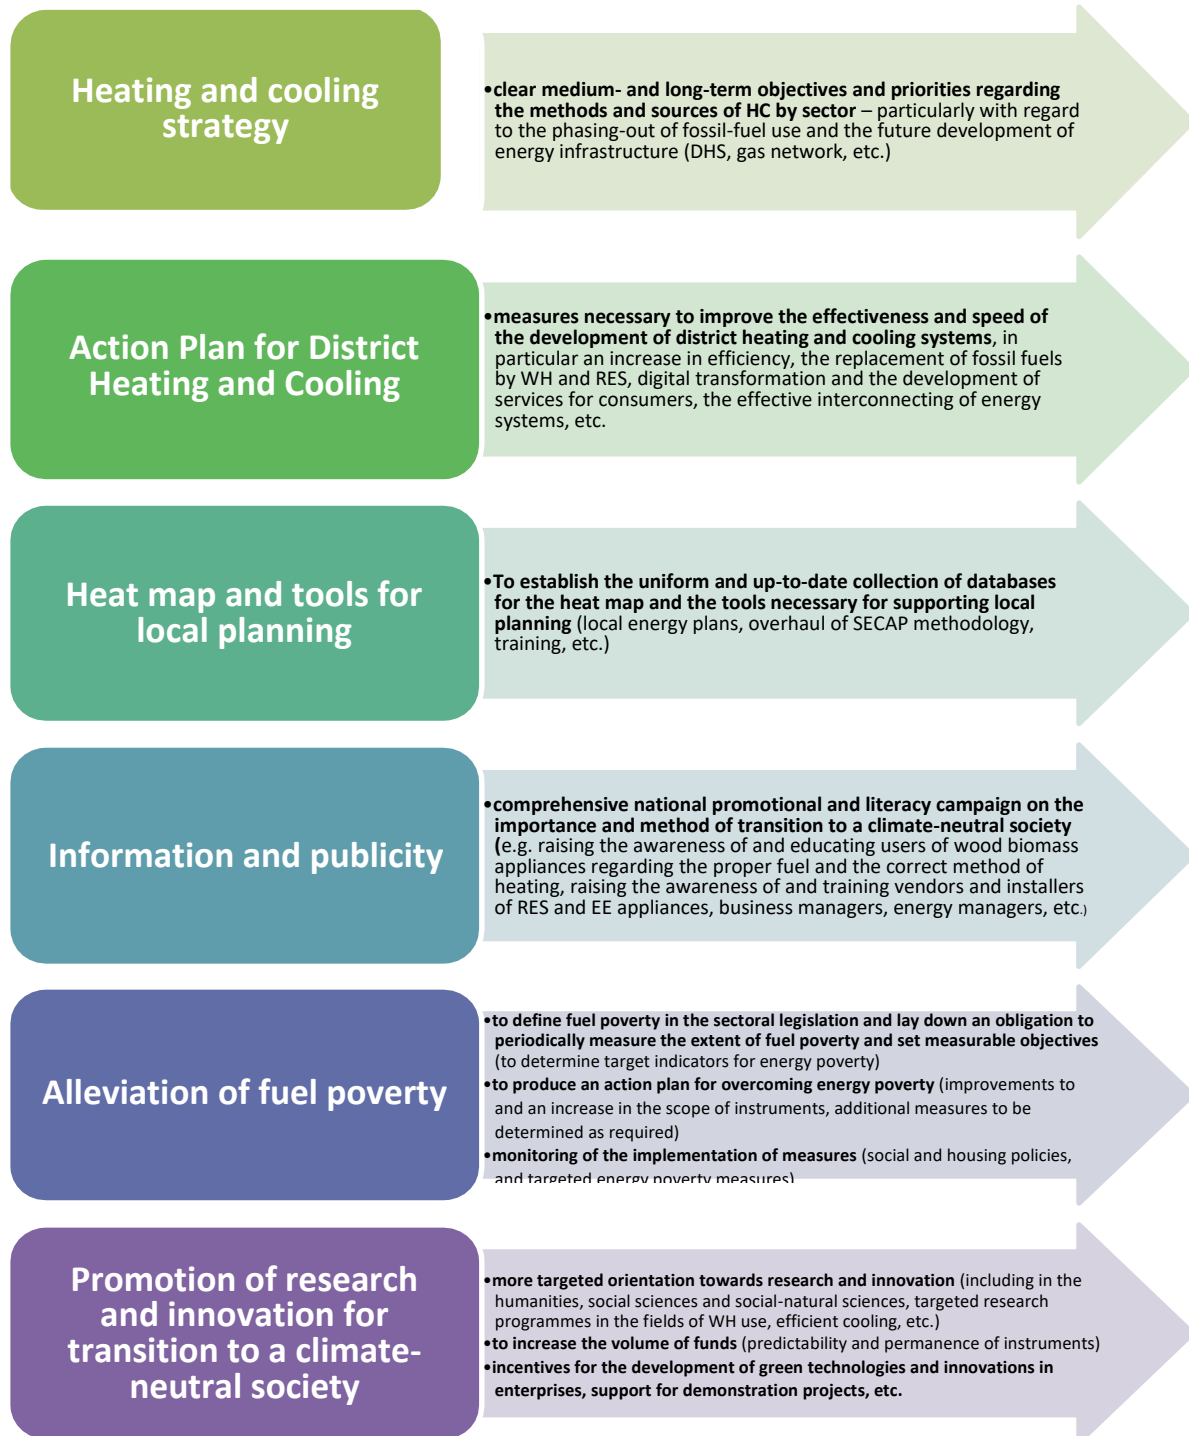 Heating and cooling
strategy
•clear medium- and long-term objectives and priorities regarding
the methods and sources of HC by sector – particularly with regard
to the phasing-out of fossil-fuel use and the future development of
energy infrastructure (DHS, gas network, etc.)
Action Plan for District
Heating and Cooling
•measures necessary to improve the effectiveness and speed of
the development of district heating and cooling systems, in
particular an increase in efficiency, the replacement of fossil fuels
by WH and RES, digital transformation and the development of
services for consumers, the effective interconnecting of energy
systems, etc.
Heat map and tools for
local planning
•To establish the uniform and up-to-date collection of databases
for the heat map and the tools necessary for supporting local
planning (local energy plans, overhaul of SECAP methodology,
training, etc.)
Information and publicity
•comprehensive national promotional and literacy campaign on the
importance and method of transition to a climate-neutral society
(e.g. raising the awareness of and educating users of wood biomass
appliances regarding the proper fuel and the correct method of
heating, raising the awareness of and training vendors and installers
of RES and EE appliances, business managers, energy managers, etc.)
Alleviation of fuel poverty
•to define fuel poverty in the sectoral legislation and lay down an obligation to
periodically measure the extent of fuel poverty and set measurable objectives
(to determine target indicators for energy poverty)
•to produce an action plan for overcoming energy poverty (improvements to
and an increase in the scope of instruments, additional measures to be
determined as required)
•monitoring of the implementation of measures (social and housing policies,
and targeted energy poverty measures)
Promotion of research
and innovation for
transition to a climate-
neutral society
•more targeted orientation towards research and innovation (including in the
humanities, social sciences and social-natural sciences, targeted research
programmes in the fields of WH use, efficient cooling, etc.)
•to increase the volume of funds (predictability and permanence of instruments)
•incentives for the development of green technologies and innovations in
enterprises, support for demonstration projects, etc.